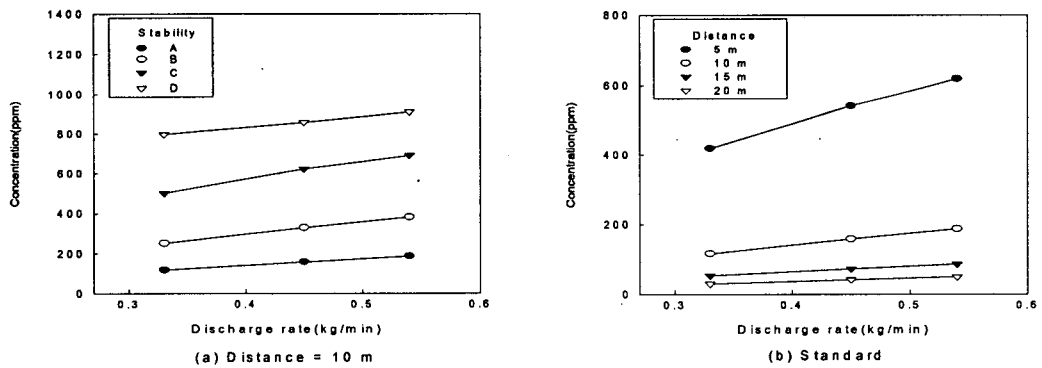 1400
1200
1000
800
600
400
200
0
Concentration(ppm)
Stability
A
B
C
D
0.3
0.4
0.5
0.6
Discharge rate(kg/min)
(a) Distance = 10 m
800
600
400
200
0
Concentration(ppm)
Distance
5 m
10 m
15 m
20 m
0.3
0.4
0.5
0.6
Discharge rate(kg/min)
(b) Standard